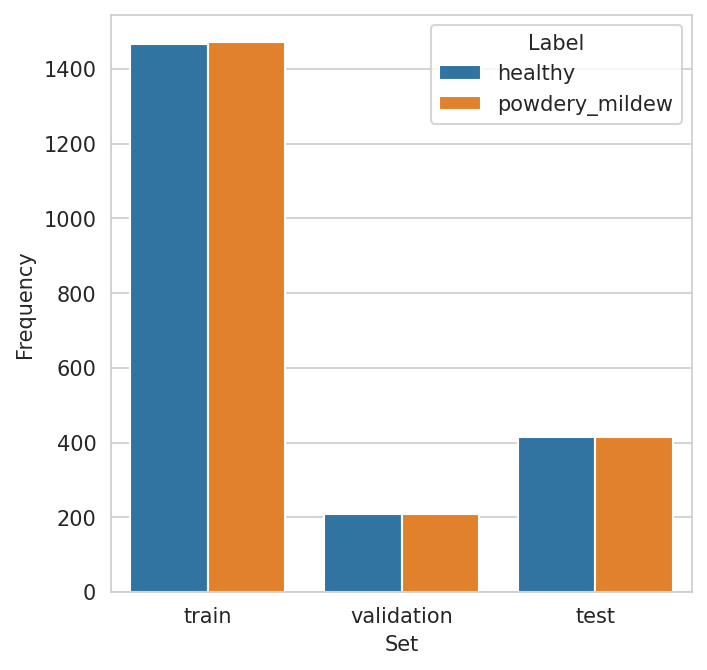 Label
healthy
powdery_mildew
1400
1200
1000
800
600
400
200
0
Frequency
train
validation
test
Set